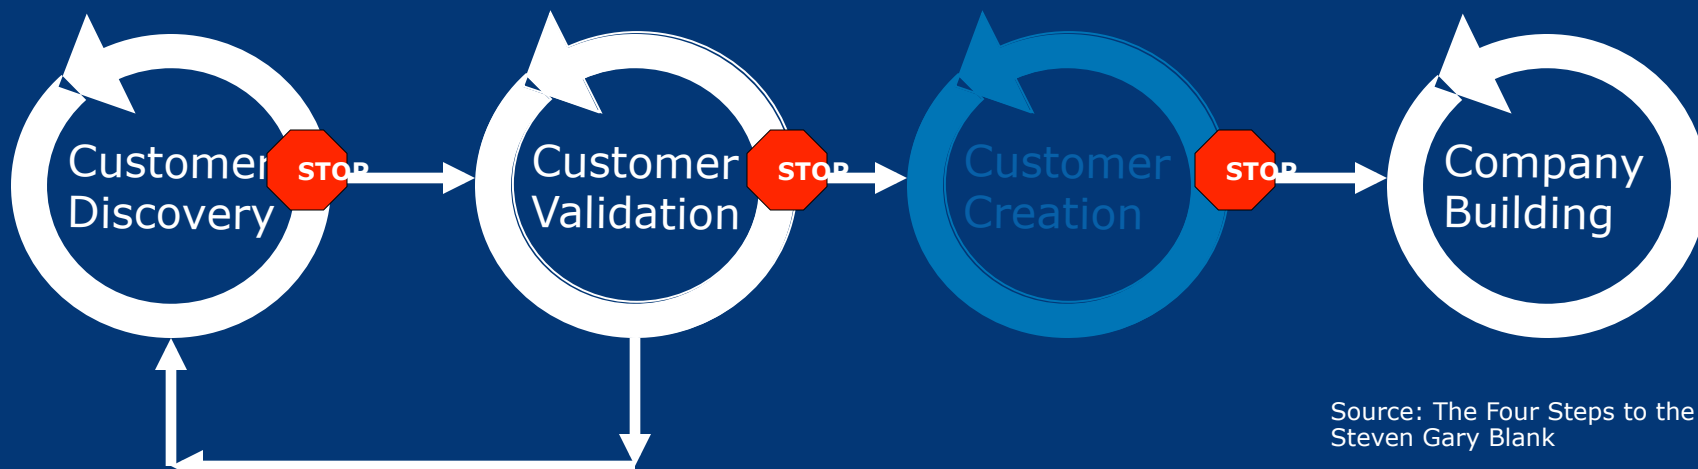 Customer
Discovery
STOP
Customer
Validation
STOP
Customer
Creation
STOP
Company
Building
Source: The Four Steps to the
Steven Gary Blank